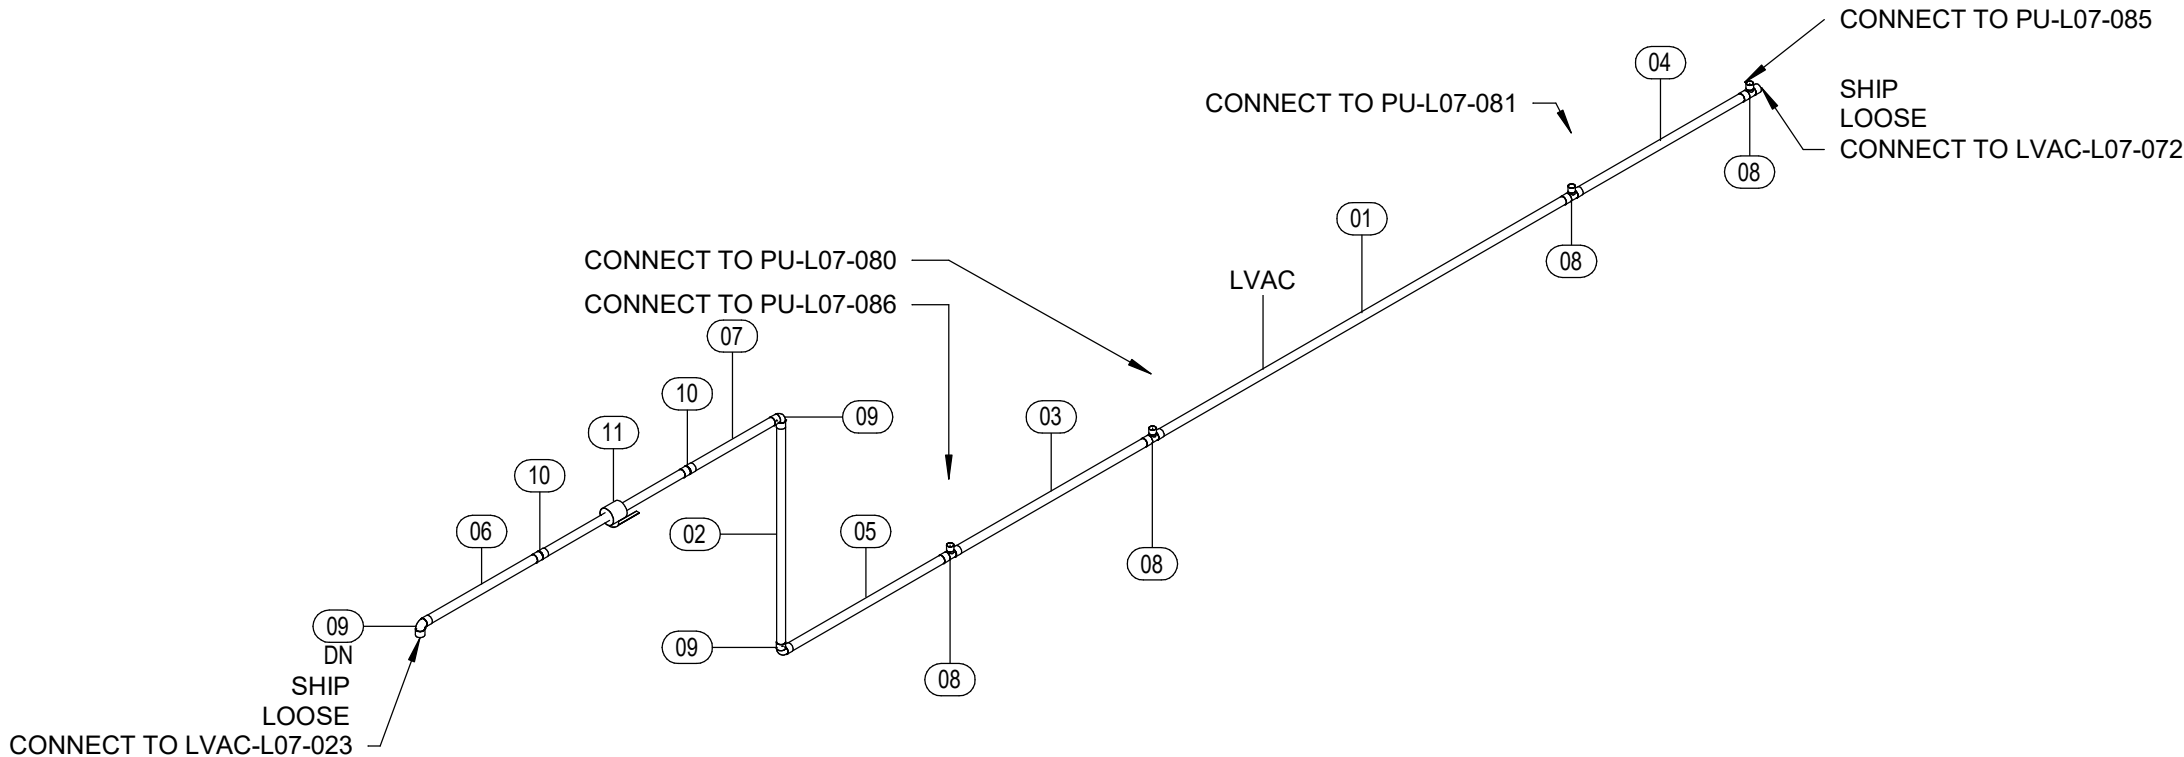 CONNECT TO PU-L07-085
04
SHIP
LOOSE
CONNECT TO LVAC-L07-072
CONNECT TO PU-L07-081
08
01
08
CONNECT TO PU-L07-080
LVAC
CONNECT TO PU-L07-086
07
10
09
03
11
10
06
02
05
08
09
DN
SHIP
LOOSE
CONNECT TO LVAC-L07-023
09
08